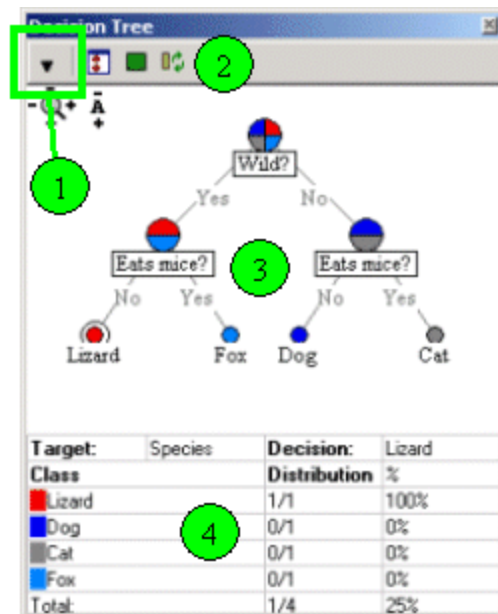 Decision Tree
2
- +
A
1
Wild?
Yes No
Eats mice? 3 Eats mice?
No Yes No Yes
Lizard Fox Dog Cat
Target: Species Decision: Lizard
Class Distribution %
Lizard 1/1 100%
Dog 0/1 0%
4
Cat 0/1 0%
Fox 0/1 0%
Total: 1/4 25%